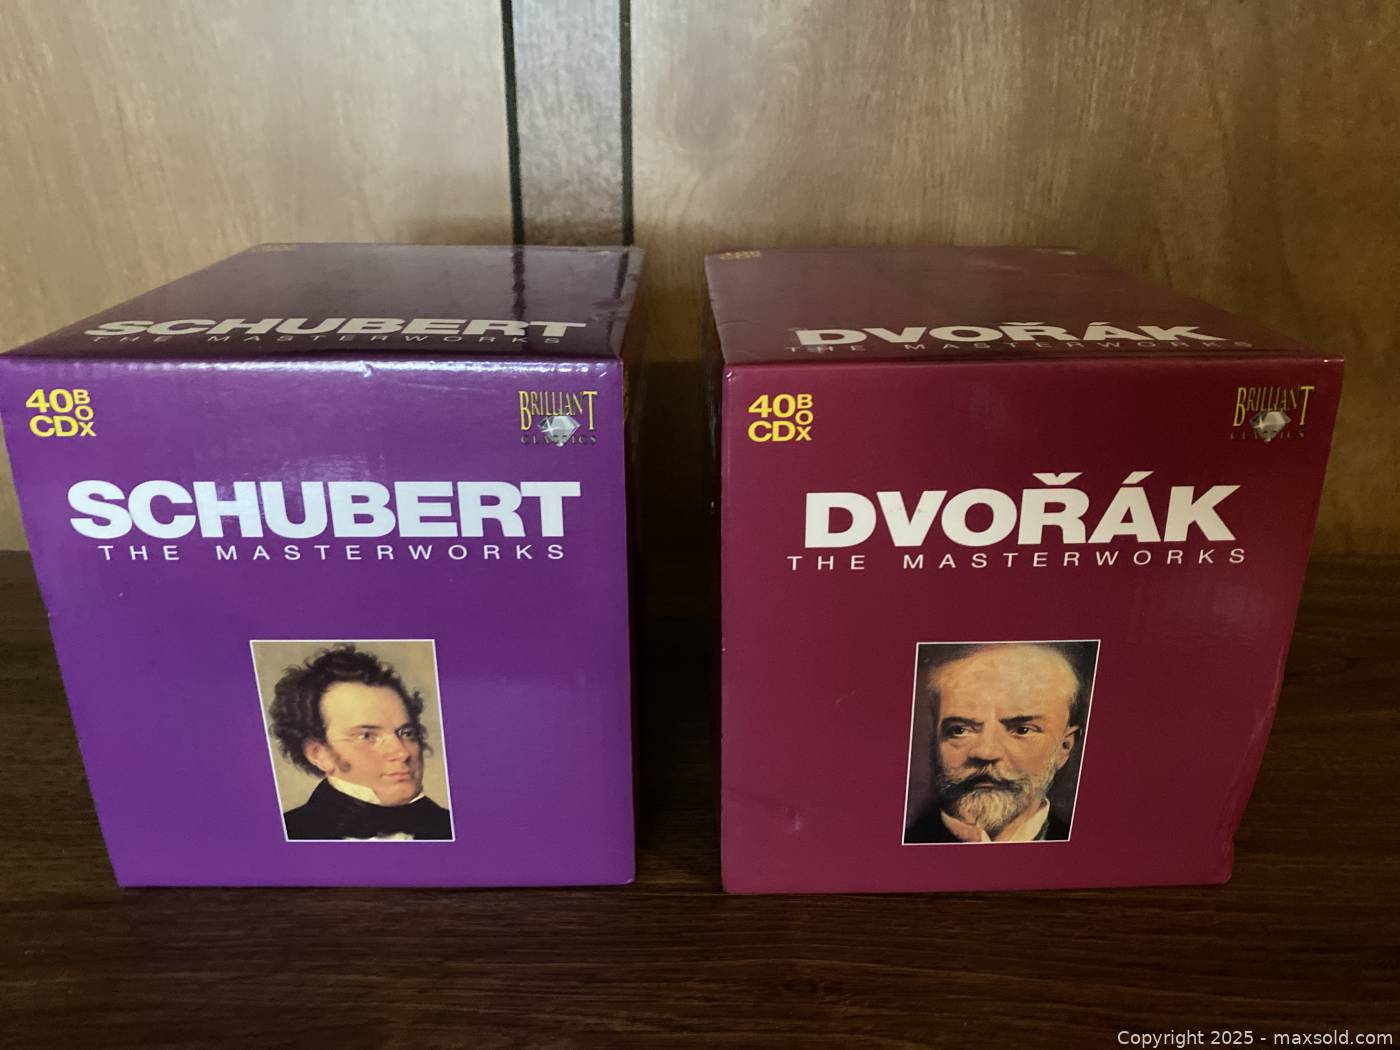 SCHUBERT
THE MASTERWORKS
40 BOX
CD
BRILLIANT
CLASSICS
SCHUBERT
THE MASTERWORKS
DVOŘÁK
THE MASTERWORKS
40 BOX
CD
BRILLIANT
CLASSICS
DVOŘÁK
THE MASTERWORKS
Copyright 2025 - maxsold.com